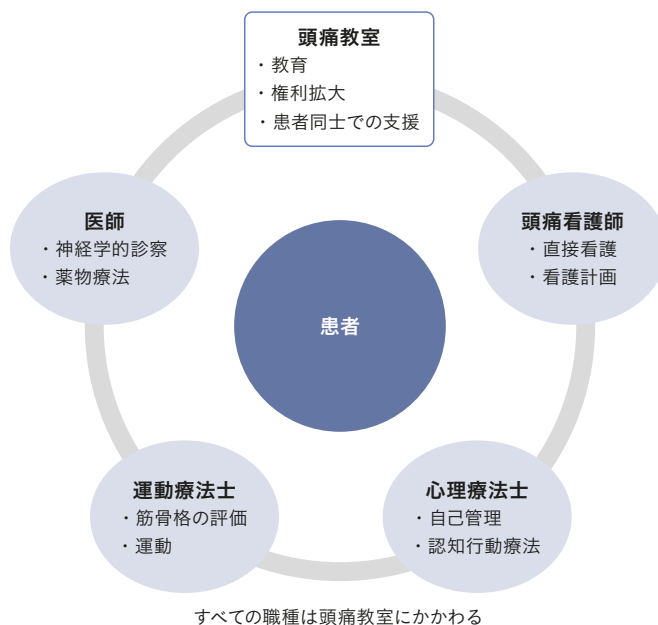 頭痛教室
・教育
・権利拡大
・患者同士での支援
医師
・神経学的診察
・薬物療法
頭痛看護師
・直接看護
・看護計画
患者
運動療法士
・筋骨格の評価
・運動
心理療法士
・自己管理
・認知行動療法
すべての職種は頭痛教室にかかわる